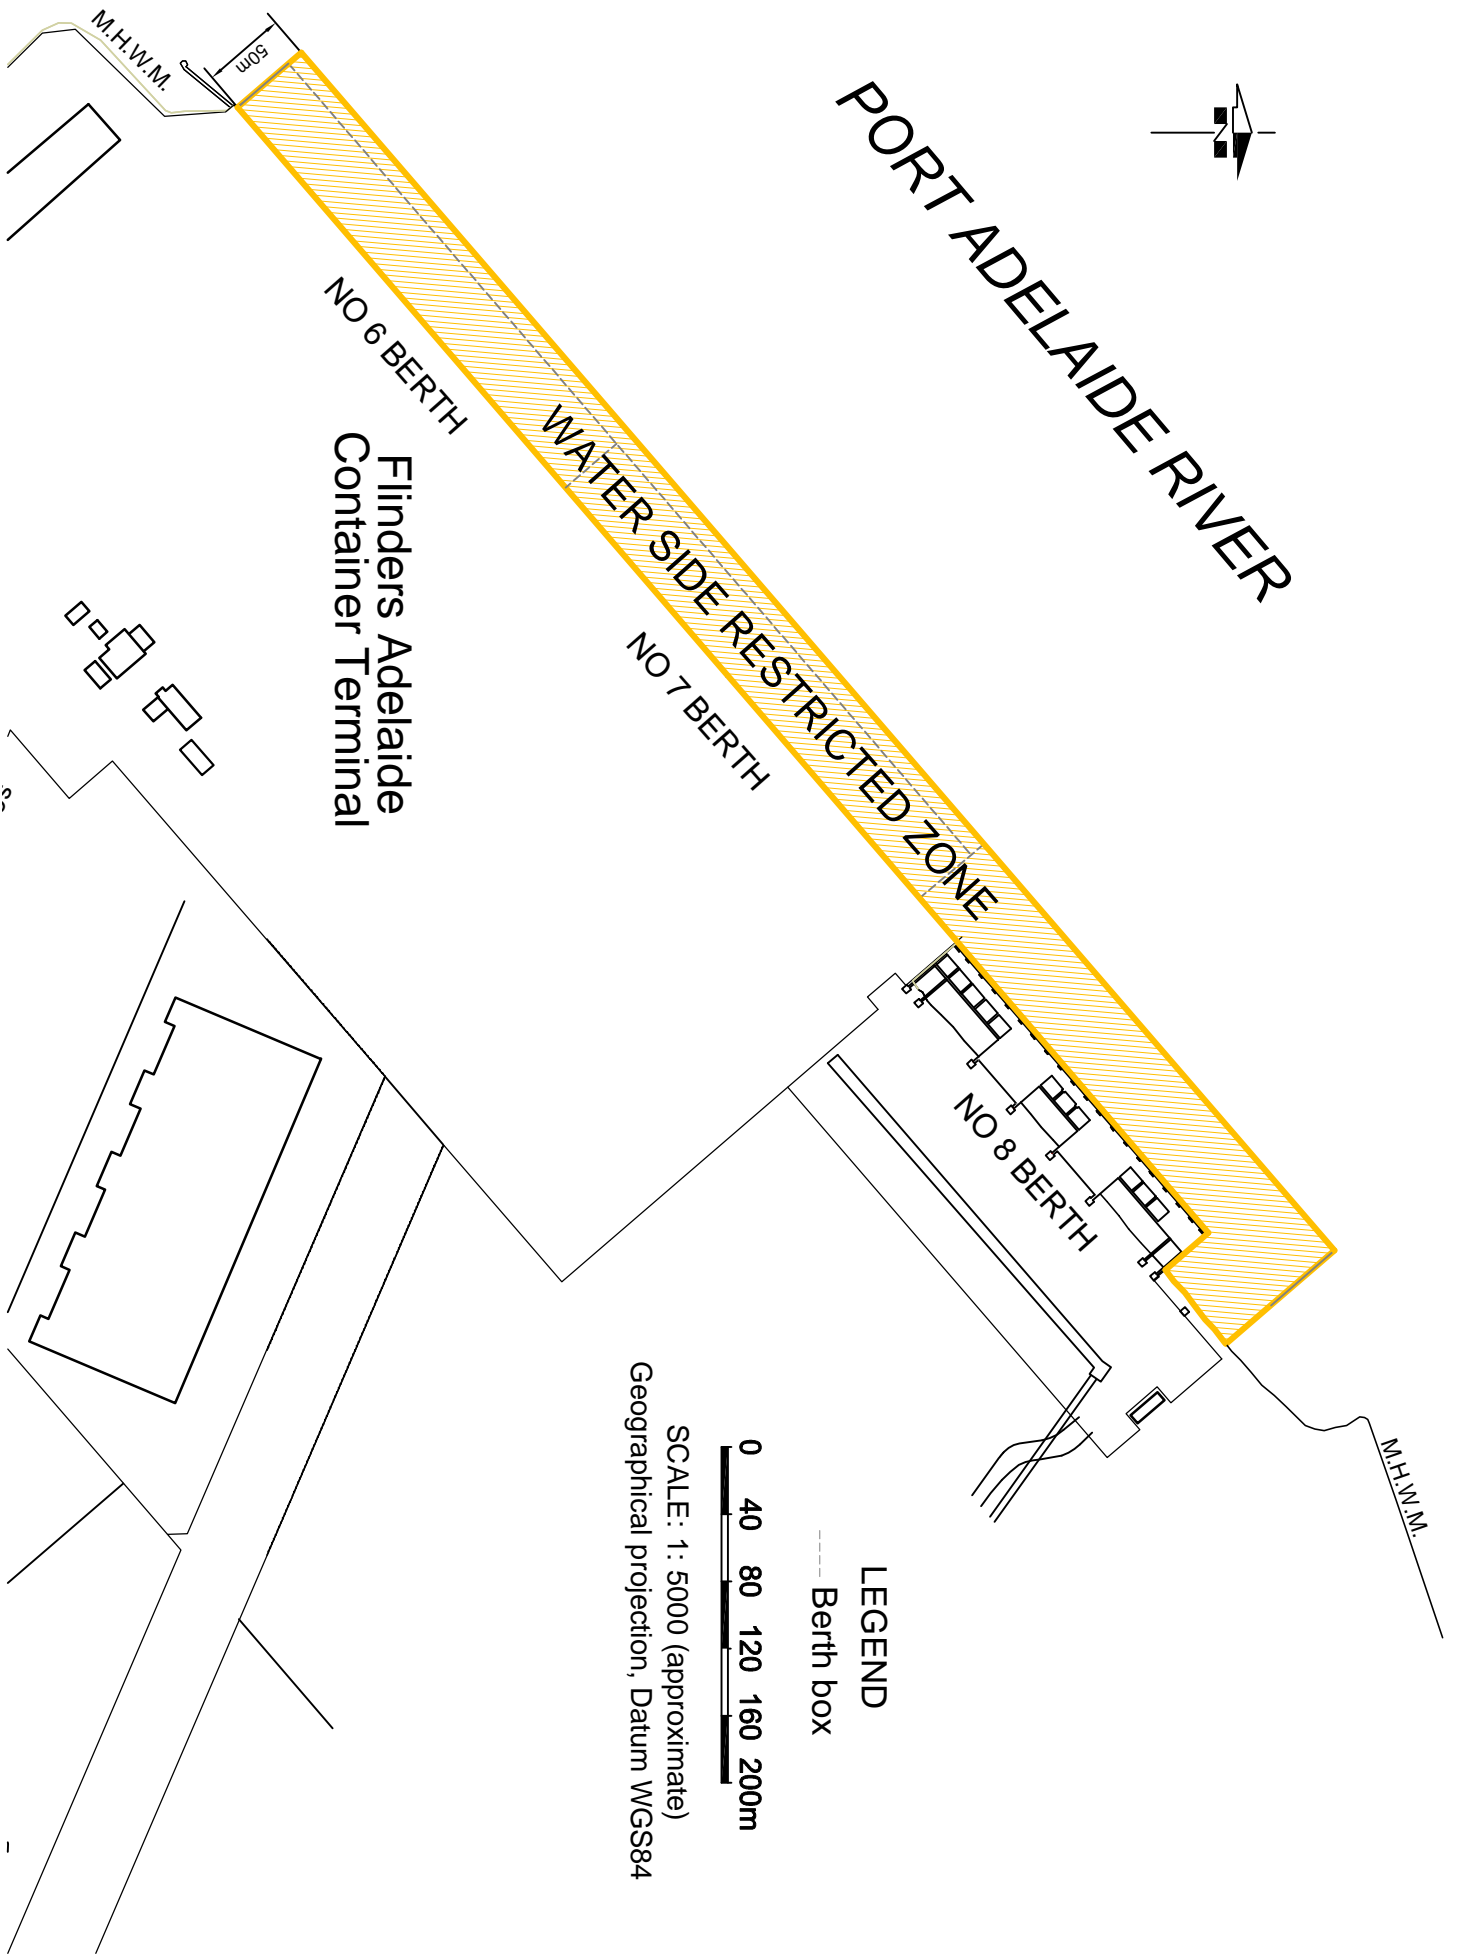 PORT ADELAIDE RIVER
N
M.H.W.M.
50m
NO 6 BERTH
WATER SIDE RESTRICTED ZONE
NO 7 BERTH
Flinders Adelaide
Container Terminal
NO 8 BERTH
M.H.W.M.
LEGEND
Berth box
0 40 80 120 160 200m
SCALE: 1: 5000 (approximate)
Geographical projection, Datum WGS84